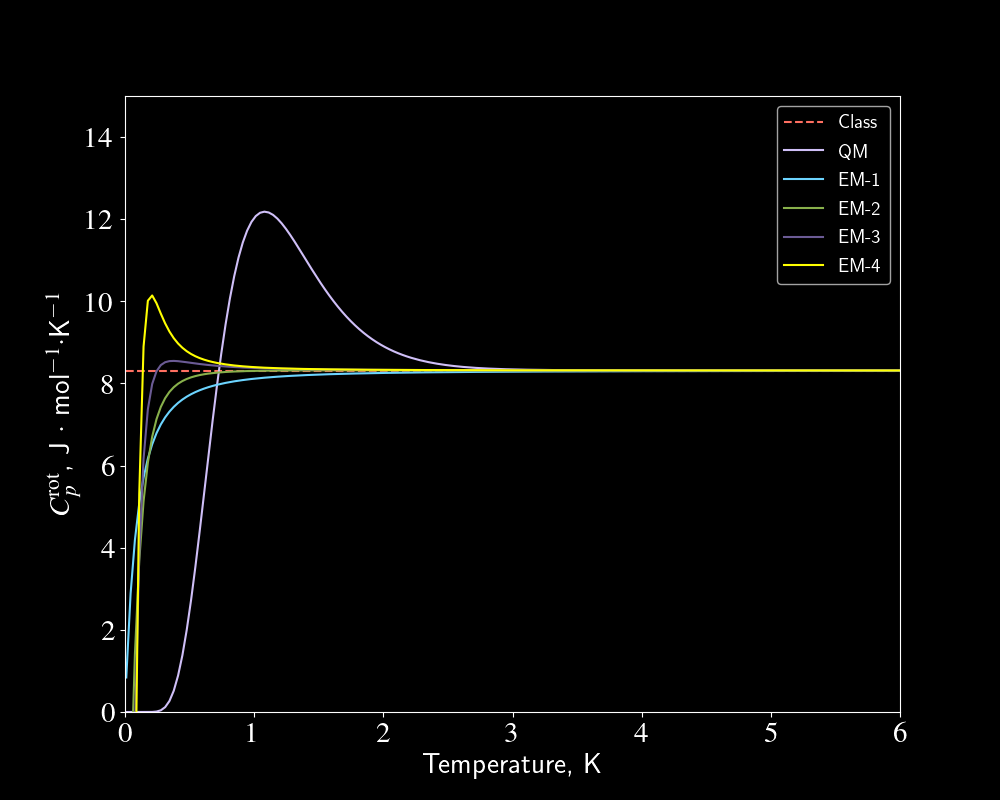 Class
QM
EM-1
EM-2
EM-3
EM-4
14
12
10
8
6
4
2
0
C_p^rot, J · mol⁻¹·K⁻¹
0 1 2 3 4 5 6
Temperature, K